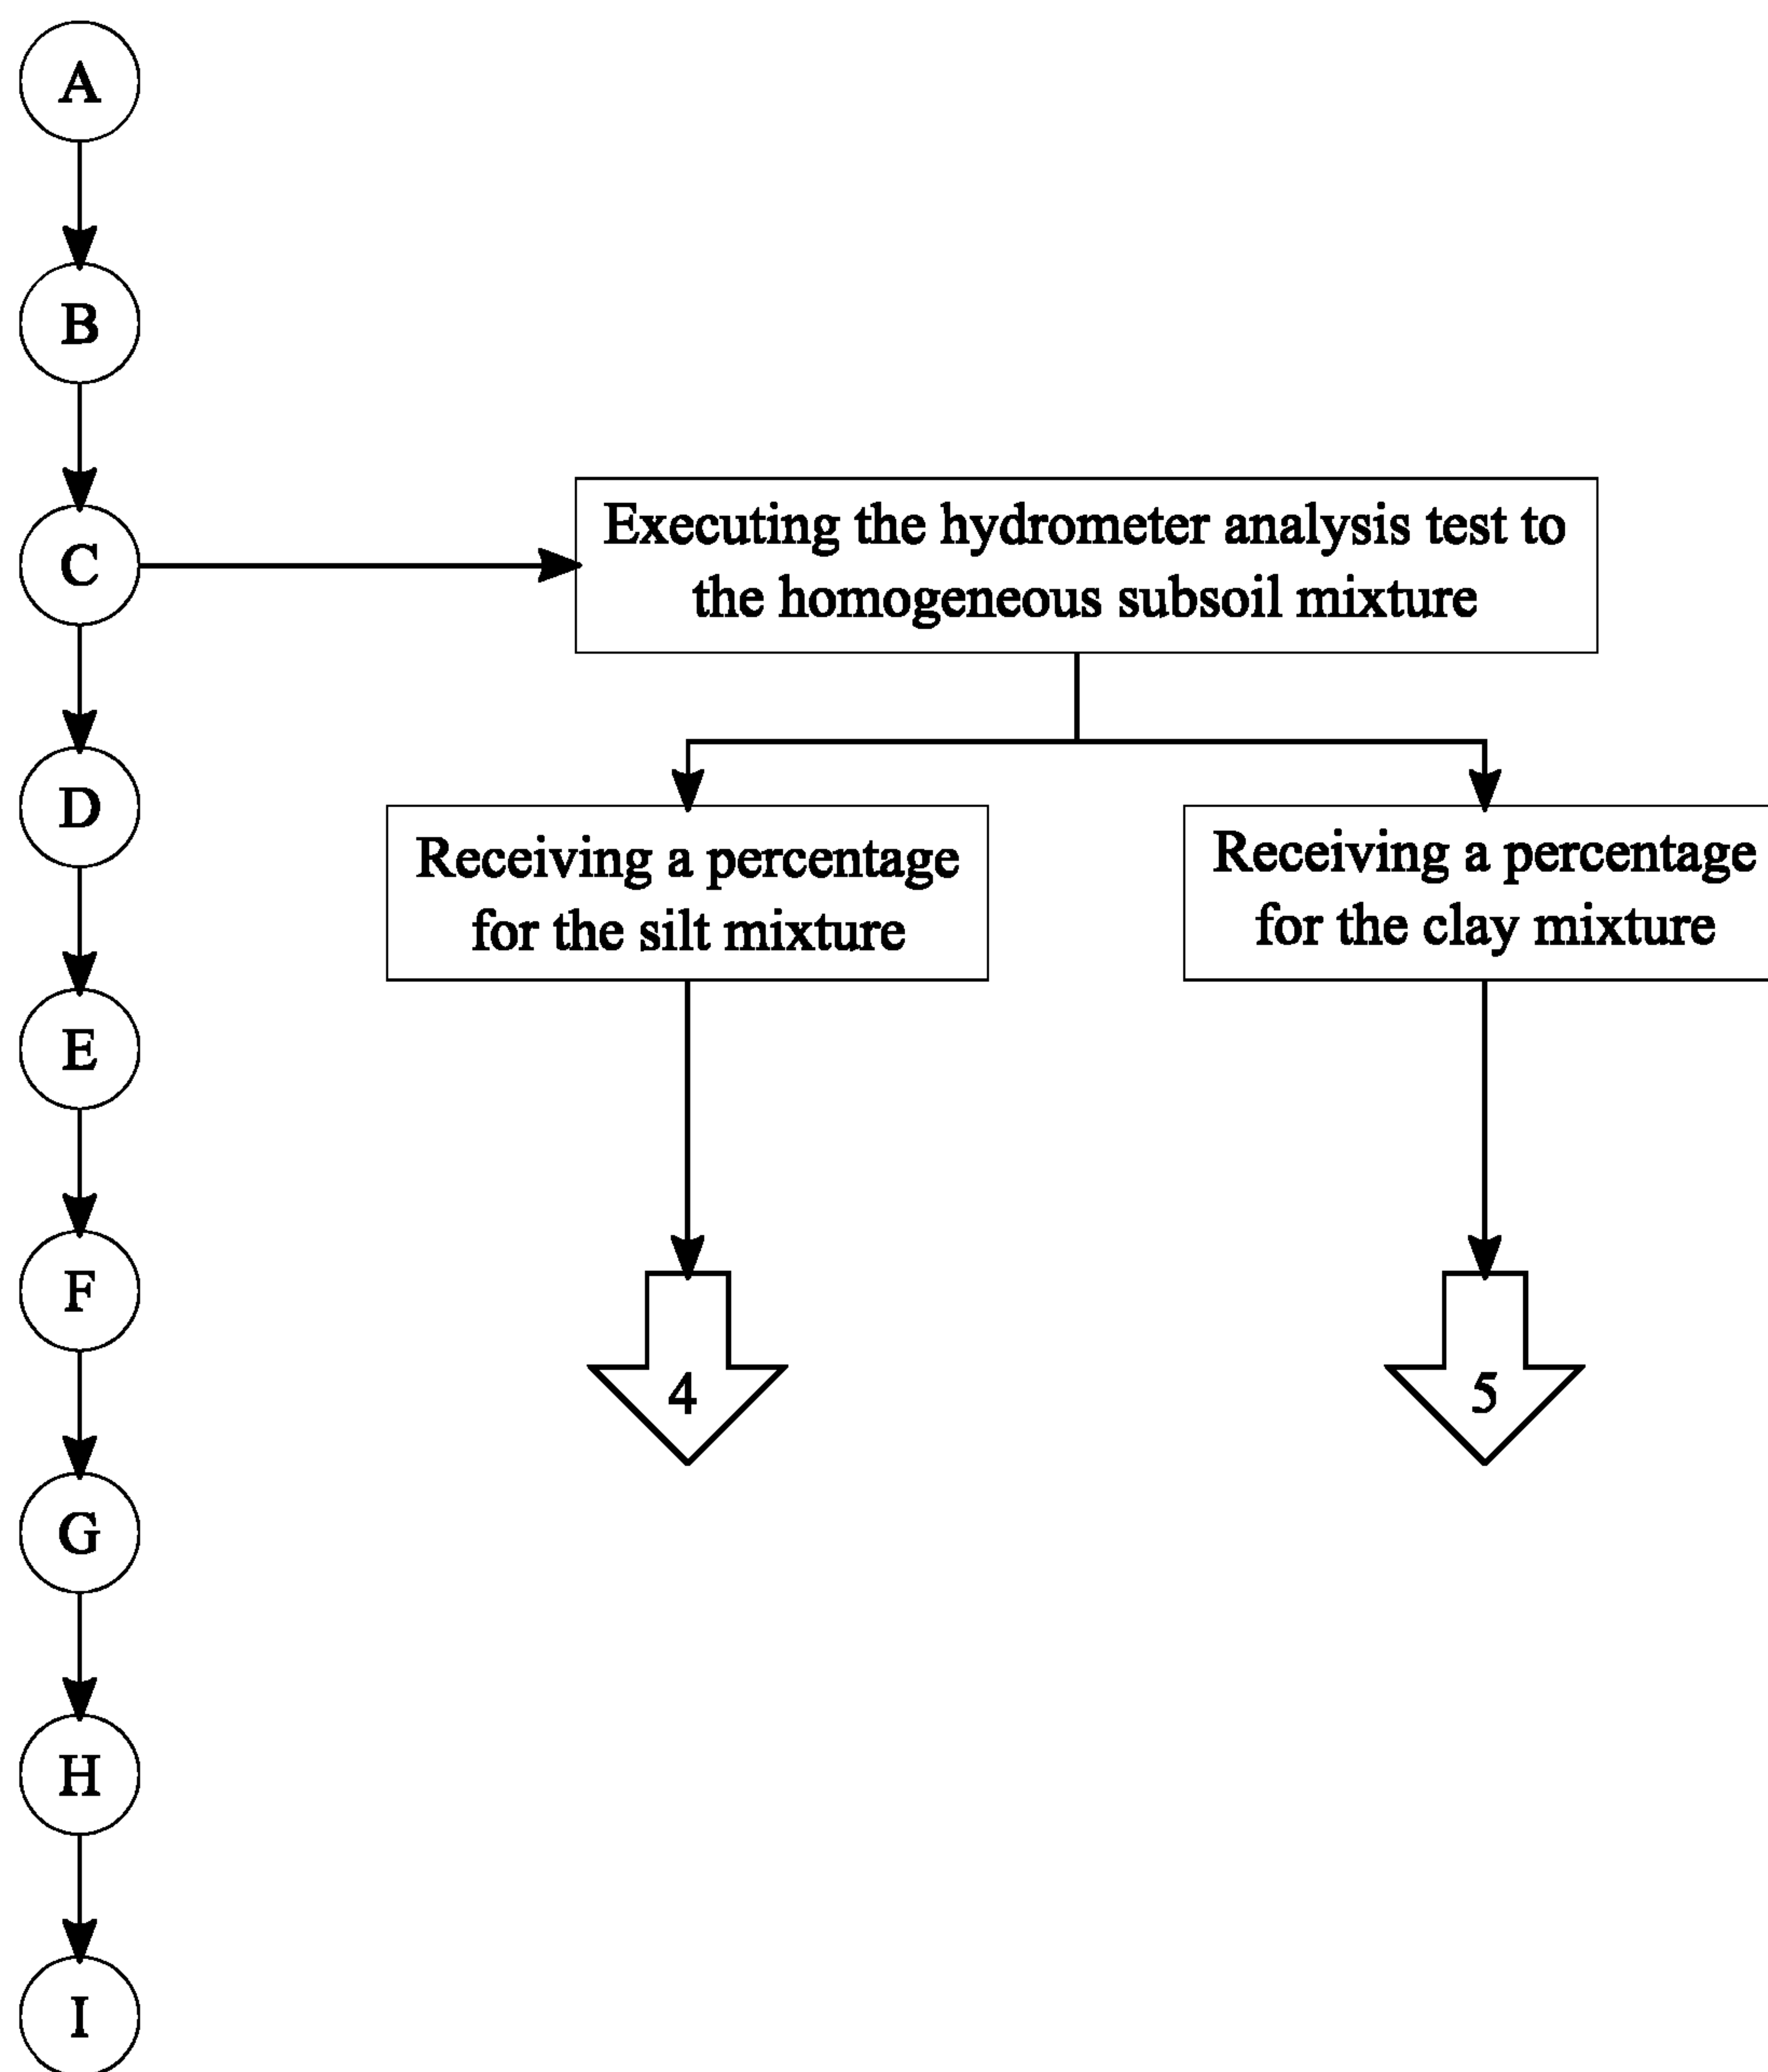 A
B
C
Executing the hydrometer analysis test to
the homogeneous subsoil mixture
D
Receiving a percentage
for the silt mixture
Receiving a percentage
for the clay mixture
E
F
4
5
G
H
I